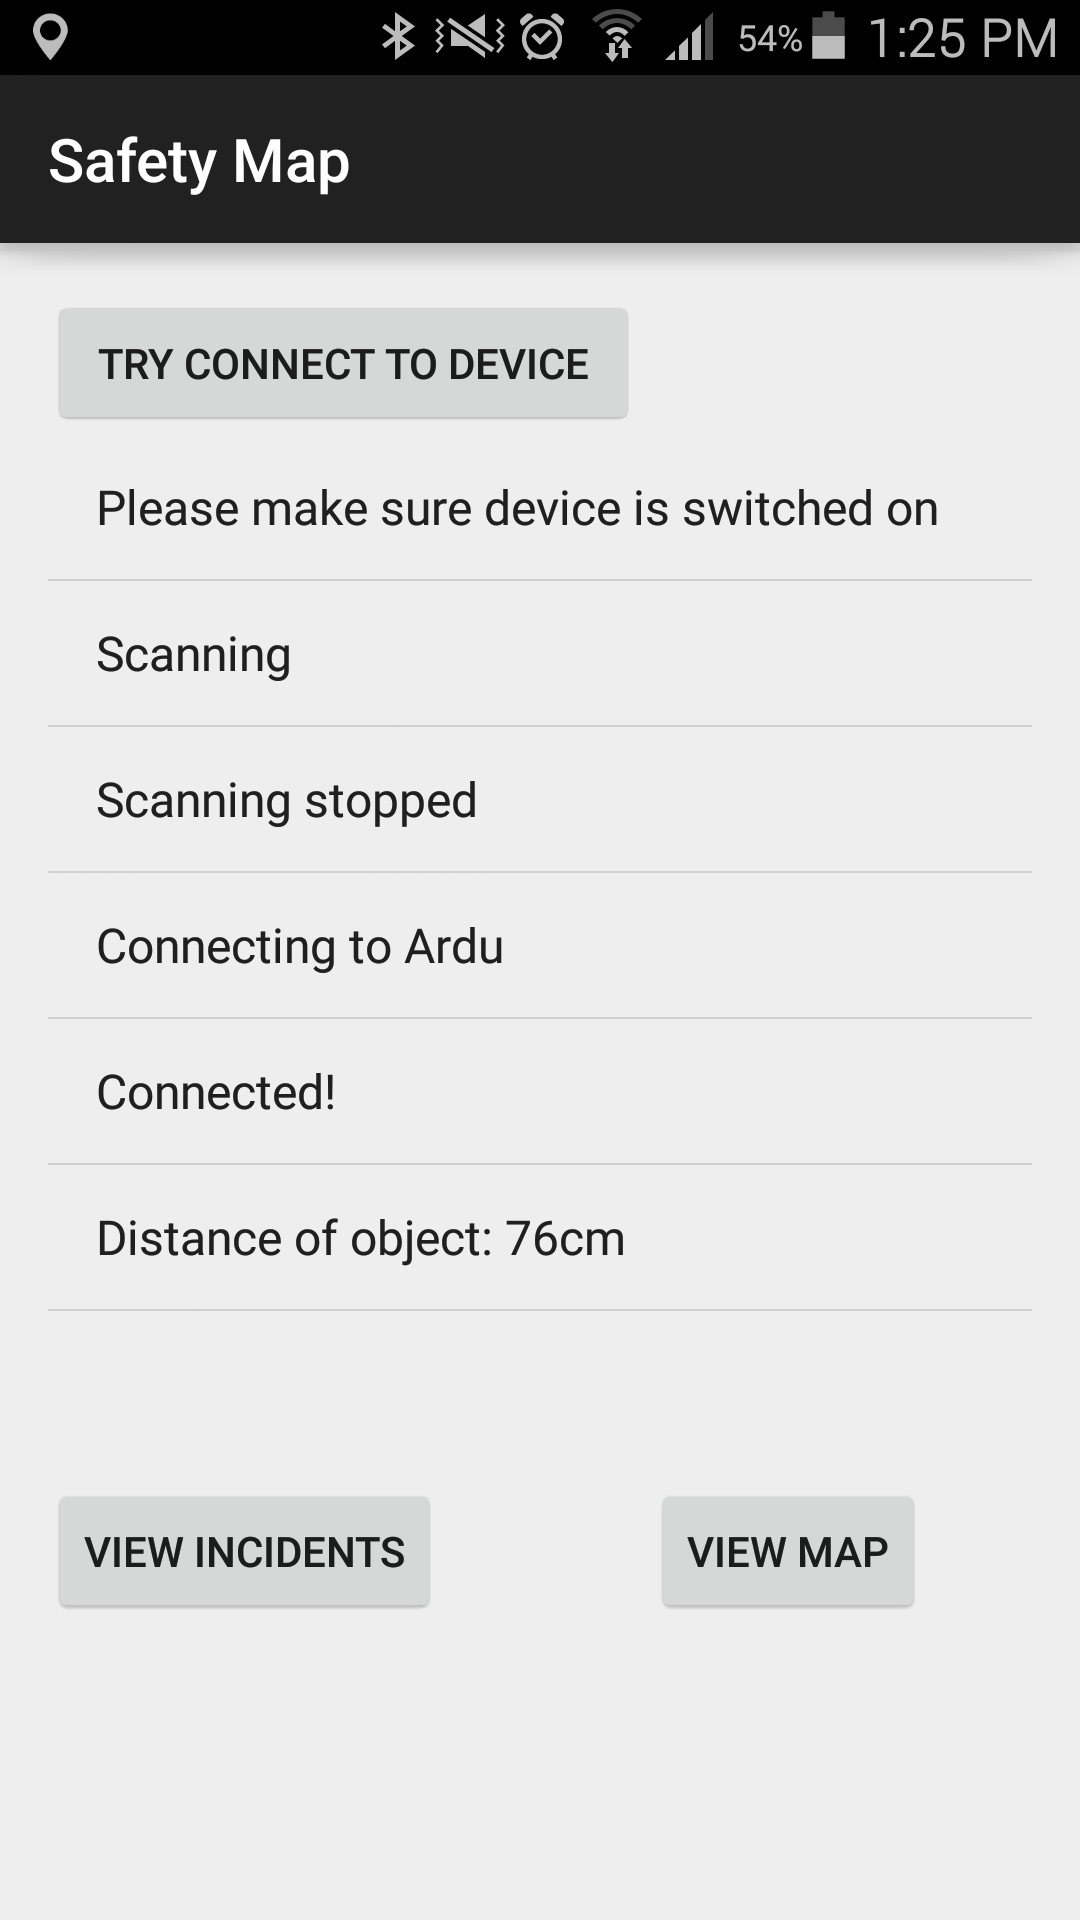 54% 1:25 PM
Safety Map
TRY CONNECT TO DEVICE
Please make sure device is switched on
Scanning
Scanning stopped
Connecting to Ardu
Connected!
Distance of object: 76cm
VIEW INCIDENTS VIEW MAP